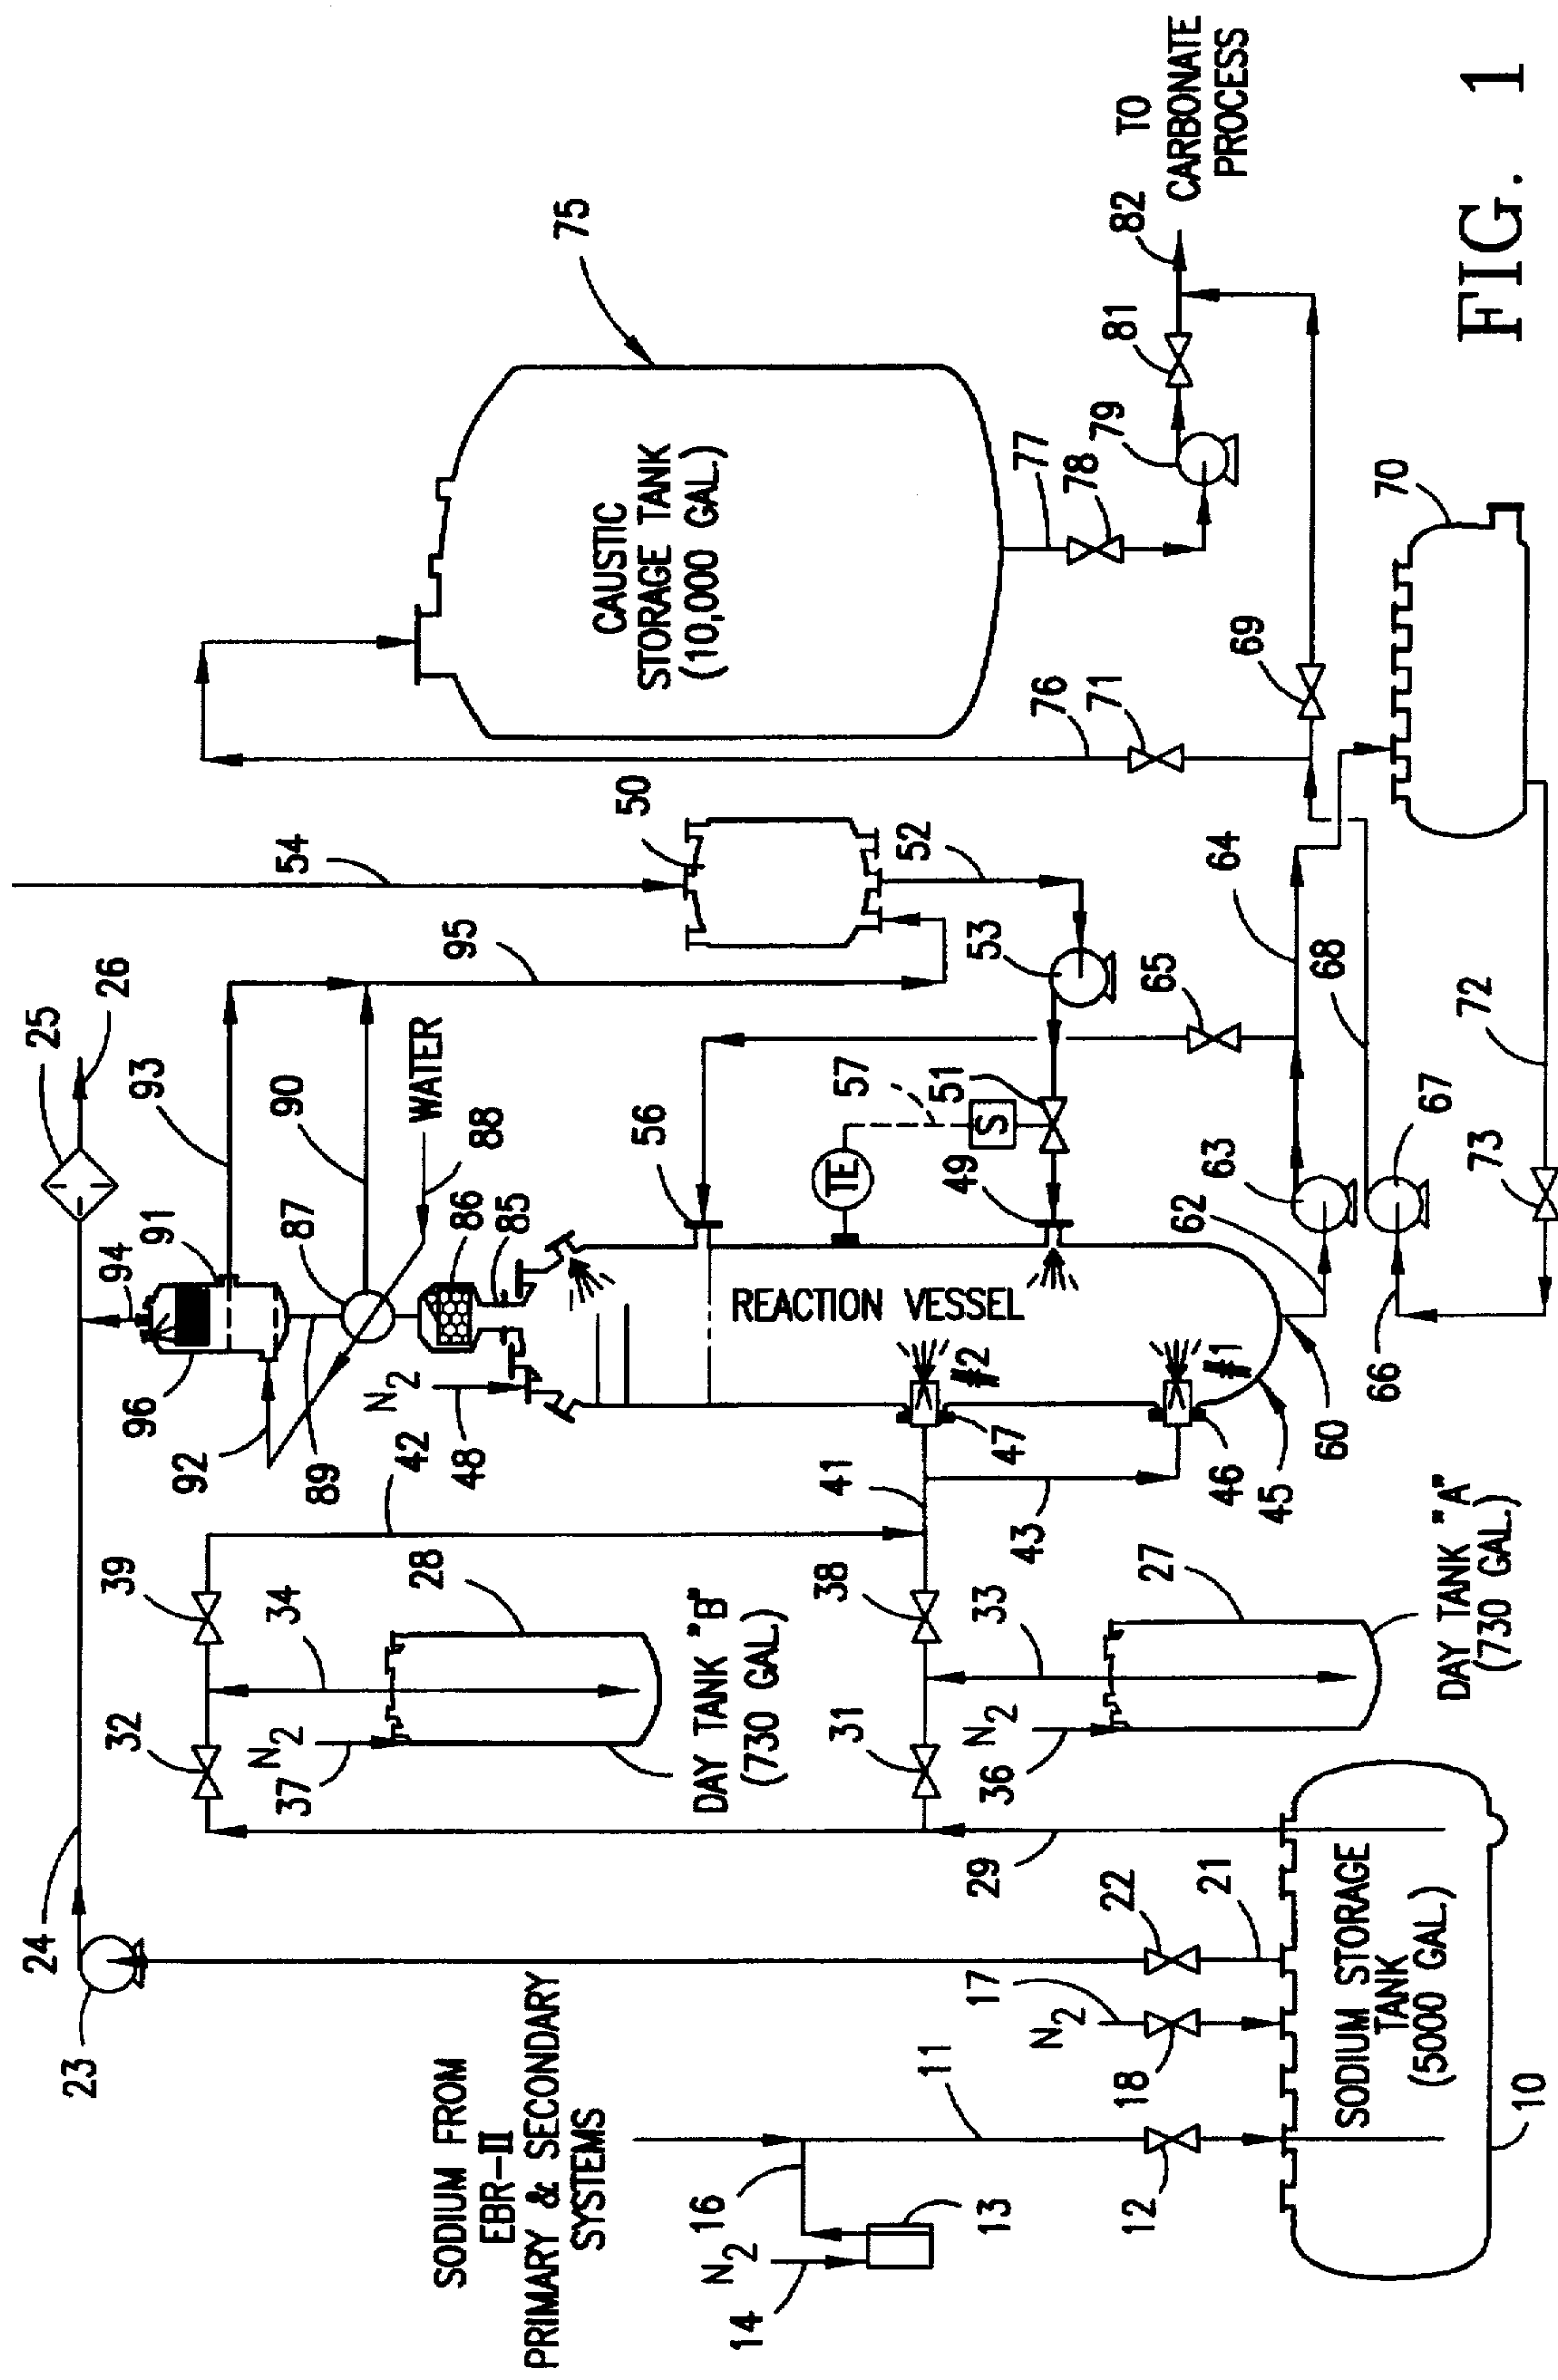 24
23
25
26
94
91
96
93
92
89
87
90
95
WATER
88
86
85
54
50
52
53
75
CAUSTIC
STORAGE TANK
(10,000 GAL.)
77
78
79
81
82
TO
CARBONATE
PROCESS
39
32
34
28
42
N2
37
DAY TANK "B"
(730 GAL.)
N2
48
56
TE
57
S
51
49
REACTION VESSEL
#2
#1
47
46
45
60
41
43
38
31
33
27
N2
36
DAY TANK "A"
(730 GAL.)
65
76
71
69
64
68
63
62
67
66
70
72
73
SODIUM FROM
EBR-II
PRIMARY & SECONDARY
SYSTEMS
N2
14
16
13
11
12
N2
17
18
22
21
29
SODIUM STORAGE
TANK
(5000 GAL.)
10
FIG. 1